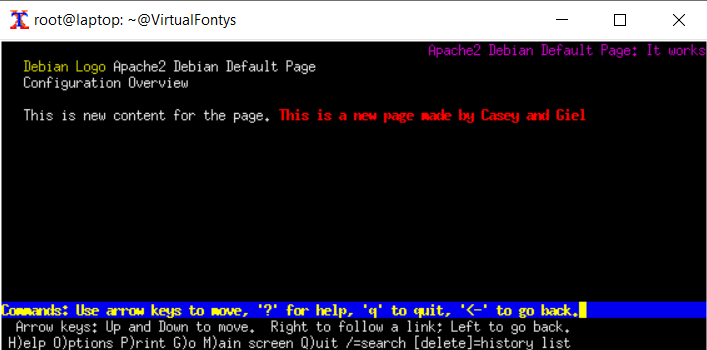 root@laptop: ~@VirtualFontys
Apache2 Debian Default Page: It works
Debian Logo Apache2 Debian Default Page
Configuration Overview
This is new content for the page. This is a new page made by Casey and Giel
Commands: Use arrow keys to move, '?' for help, 'q' to quit, '<-' to go back.
Arrow keys: Up and Down to move.  Right to follow a link; Left to go back.
H)elp O)ptions P)rint G)o M)ain screen Q)uit /=search [delete]=history list